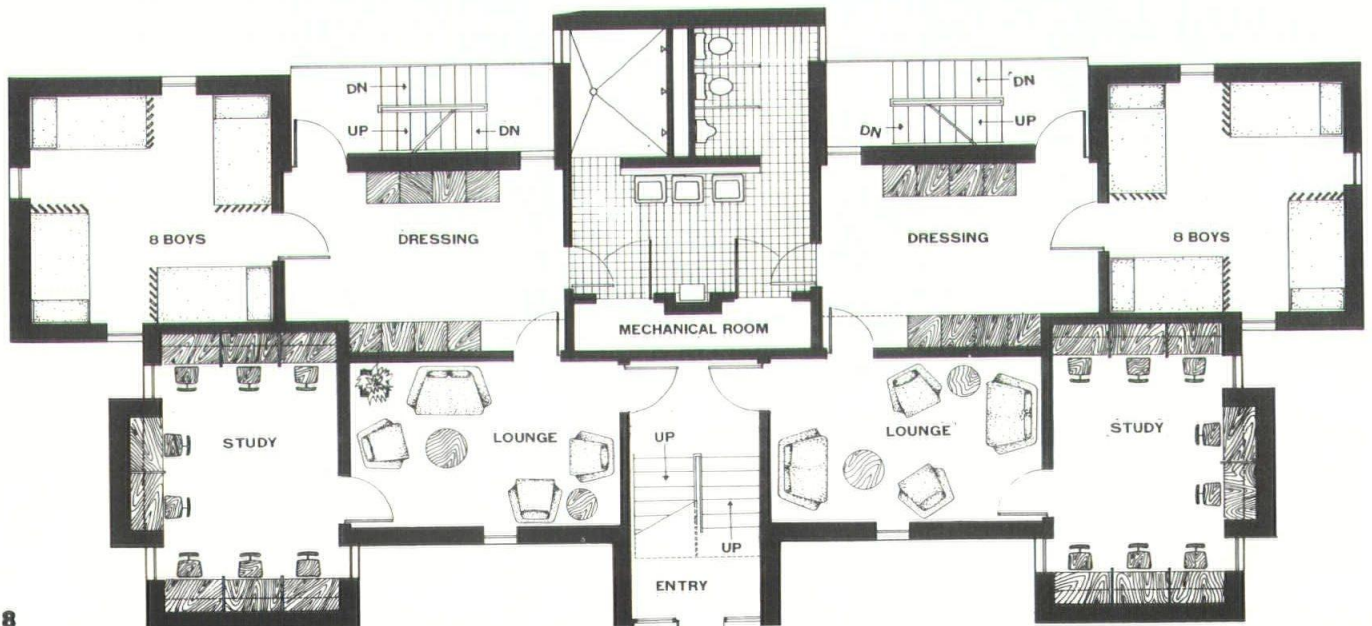 DN
UP
DN
DN
UP
DN
8 BOYS
DRESSING
DRESSING
8 BOYS
MECHANICAL ROOM
STUDY
LOUNGE
UP
LOUNGE
STUDY
UP
ENTRY
8